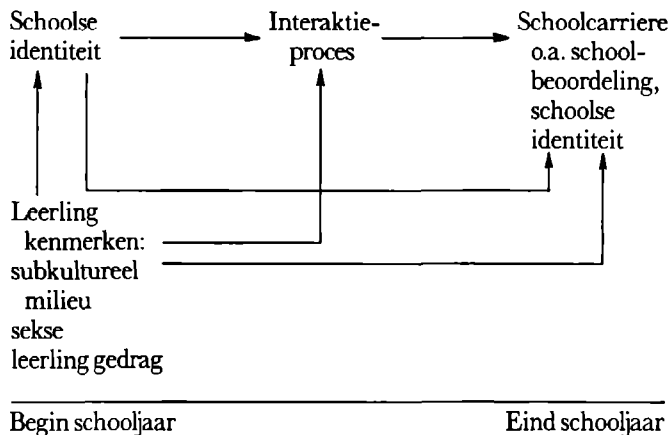 Schoolse
identiteit
Interaktie-
proces
Schoolcarriere
o.a. school-
beoordeling,
schoolse
identiteit
Leerling
kenmerken:
subkultureel
milieu
sekse
leerling gedrag
Begin schooljaar
Eind schooljaar